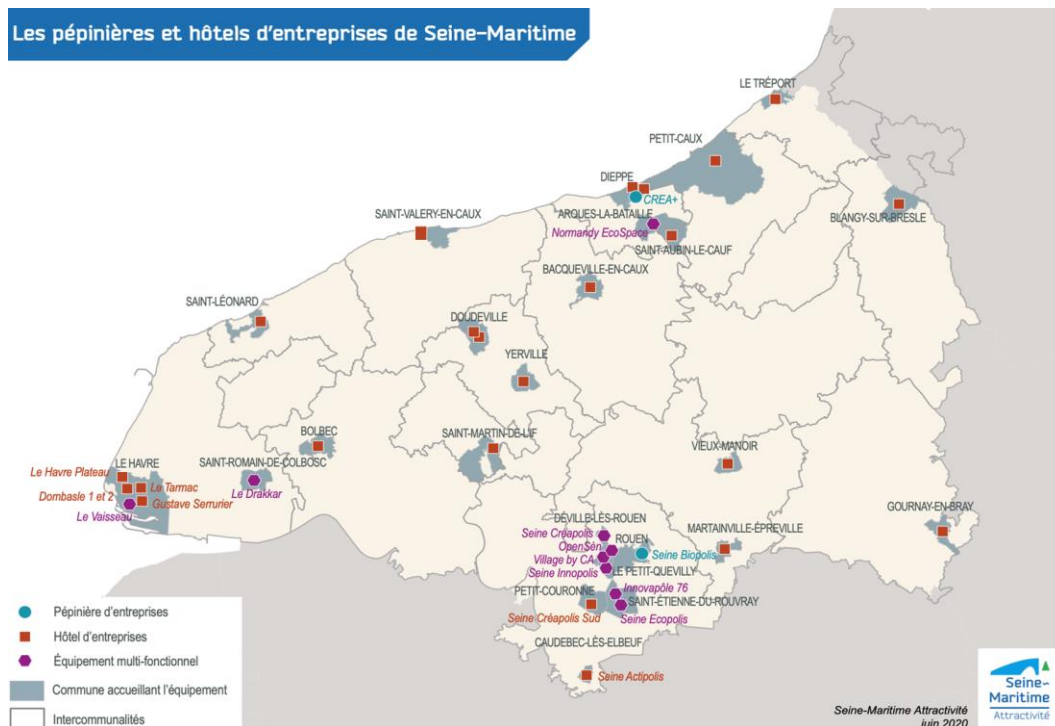 Les pépinières et hôtels d'entreprises de Seine-Maritime
LE TRÉPORT
PETIT-CAUX
DIEPPE
CREA+
BLANGY-SUR-BRESLE
SAINT-VALERY-EN-CAUX
ARQUES-LA-BATAILLE
Normandy EcoSpace
SAINT-AUBIN-LE-CAUF
BACQUEVILLE-EN-CAUX
SAINT-LÉONARD
DOUDEVILLE
YERVILLE
BOLBEC
SAINT-MARTIN-DE-L'IF
VIEUX-MANOIR
LE HAVRE
SAINT-ROMAIN-DE-COLBOSC
Le Havre Plateau
Le Tarmac
Le Drakkar
Dombasle 1 et 2
Gustave Serrurier
Le Vaisseau
GOURNAY-EN-BRAY
DÉVILLE-LÈS-ROUEN
MARTAINVILLE-ÉPREVILLE
Seine Créapolis
ROUEN
OpenSèn
Seine Biopolis
Village by CA
Seine Innopolis
LE PETIT-QUEVILLY
Innovapôle 76
PETIT-COURONNE
SAINT-ÉTIENNE-DU-ROUVRAY
Seine Créapolis Sud
Seine Ecopolis
CAUDEBEC-LÈS-ELBEUF
Seine Actipolis
Pépinière d'entreprises
Hôtel d'entreprises
Équipement multi-fonctionnel
Commune accueillant l'équipement
Intercommunalités
Seine-Maritime Attractivité
juin 2020
Seine-
Maritime
Attractivité